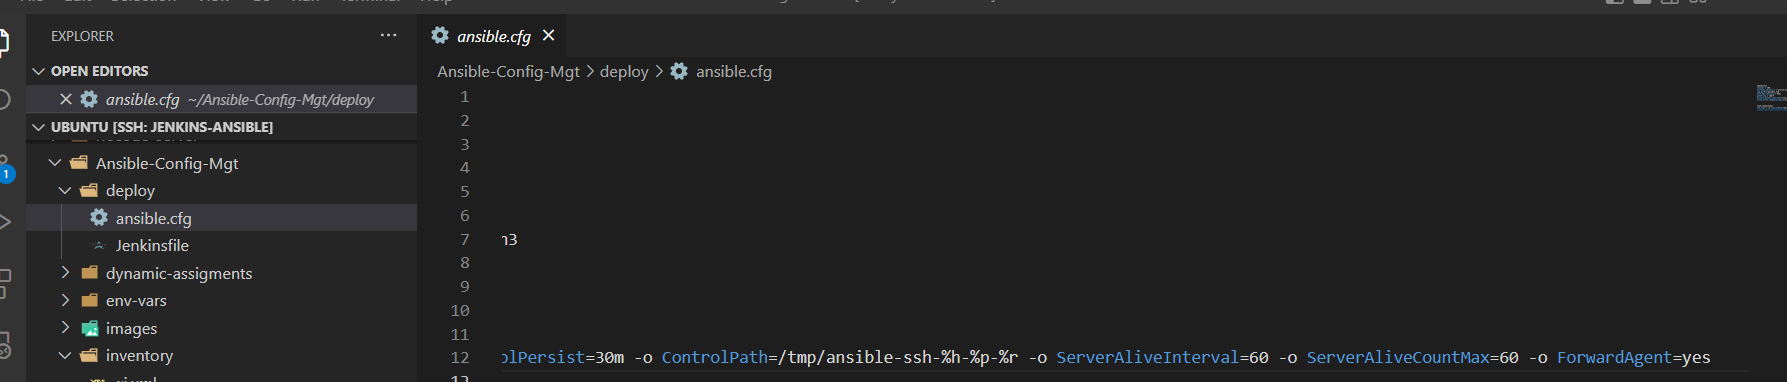 EXPLORER
ansible.cfg
OPEN EDITORS
ansible.cfg ~/Ansible-Config-Mgt/deploy
UBUNTU [SSH: JENKINS-ANSIBLE]
Ansible-Config-Mgt
deploy
ansible.cfg
Jenkinsfile
dynamic-assigments
env-vars
images
inventory
1
Ansible-Config-Mgt > deploy > ansible.cfg
1
2
3
4
5
6
7 n3
8
9
10
11
12 olPersist=30m -o ControlPath=/tmp/ansible-ssh-%h-%p-%r -o ServerAliveInterval=60 -o ServerAliveCountMax=60 -o ForwardAgent=yes
13